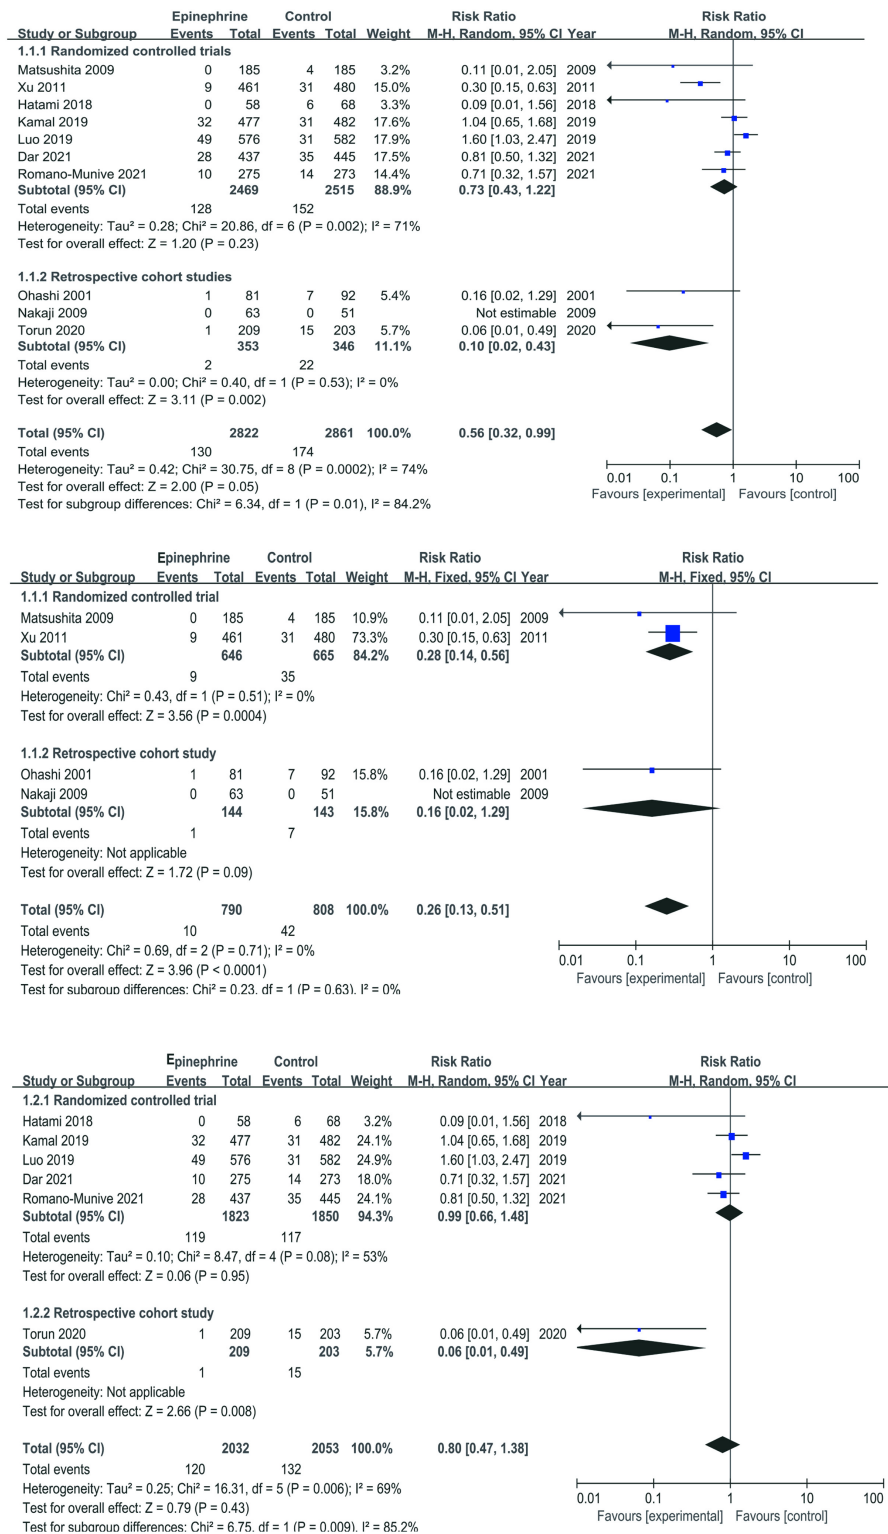 Epinephrine Control Risk Ratio Risk Ratio
Study or Subgroup Events Total Events Total Weight M-H, Random, 95% CI Year M-H, Random, 95% CI
1.1.1 Randomized controlled trials
Matsushita 2009 0 185 4 185 3.2% 0.11 [0.01, 2.05] 2009
Xu 2011 9 461 31 480 15.0% 0.30 [0.15, 0.63] 2011
Hatami 2018 0 58 6 68 3.3% 0.09 [0.01, 1.56] 2018
Kamal 2019 32 477 31 482 17.6% 1.04 [0.65, 1.68] 2019
Luo 2019 49 576 31 582 17.9% 1.60 [1.03, 2.47] 2019
Dar 2021 28 437 35 445 17.5% 0.81 [0.50, 1.32] 2021
Romano-Munive 2021 10 275 14 273 14.4% 0.71 [0.32, 1.57] 2021
Subtotal (95% CI) 2469 2515 88.9% 0.73 [0.43, 1.22]
Total events 128 152
Heterogeneity: Tau² = 0.28; Chi² = 20.86, df = 6 (P = 0.002); I² = 71%
Test for overall effect: Z = 1.20 (P = 0.23)
1.1.2 Retrospective cohort studies
Ohashi 2001 1 81 7 92 5.4% 0.16 [0.02, 1.29] 2001
Nakaji 2009 0 63 0 51 Not estimable 2009
Torun 2020 1 209 15 203 5.7% 0.06 [0.01, 0.49] 2020
Subtotal (95% CI) 353 346 11.1% 0.10 [0.02, 0.43]
Total events 2 22
Heterogeneity: Tau² = 0.00; Chi² = 0.40, df = 1 (P = 0.53); I² = 0%
Test for overall effect: Z = 3.11 (P = 0.002)
Total (95% CI) 2822 2861 100.0% 0.56 [0.32, 0.99]
Total events 130 174
Heterogeneity: Tau² = 0.42; Chi² = 30.75, df = 8 (P = 0.0002); I² = 74%
Test for overall effect: Z = 2.00 (P = 0.05)
Test for subgroup differences: Chi² = 6.34, df = 1 (P = 0.01), I² = 84.2%
0.01 0.1 1 10 100
Favours [experimental] Favours [control]
Epinephrine Control Risk Ratio Risk Ratio
Study or Subgroup Events Total Events Total Weight M-H, Fixed, 95% CI Year M-H, Fixed, 95% CI
1.1.1 Randomized controlled trial
Matsushita 2009 0 185 4 185 10.9% 0.11 [0.01, 2.05] 2009
Xu 2011 9 461 31 480 73.3% 0.30 [0.15, 0.63] 2011
Subtotal (95% CI) 646 665 84.2% 0.28 [0.14, 0.56]
Total events 9 35
Heterogeneity: Chi² = 0.43, df = 1 (P = 0.51); I² = 0%
Test for overall effect: Z = 3.56 (P = 0.0004)
1.1.2 Retrospective cohort study
Ohashi 2001 1 81 7 92 15.8% 0.16 [0.02, 1.29] 2001
Nakaji 2009 0 63 0 51 Not estimable 2009
Subtotal (95% CI) 144 143 15.8% 0.16 [0.02, 1.29]
Total events 1 7
Heterogeneity: Not applicable
Test for overall effect: Z = 1.72 (P = 0.09)
Total (95% CI) 790 808 100.0% 0.26 [0.13, 0.51]
Total events 10 42
Heterogeneity: Chi² = 0.69, df = 2 (P = 0.71); I² = 0%
Test for overall effect: Z = 3.96 (P < 0.0001)
Test for subgroup differences: Chi² = 0.23, df = 1 (P = 0.63), I² = 0%
0.01 0.1 1 10 100
Favours [experimental] Favours [control]
Epinephrine Control Risk Ratio Risk Ratio
Study or Subgroup Events Total Events Total Weight M-H, Random, 95% CI Year M-H, Random, 95% CI
1.2.1 Randomized controlled trial
Hatami 2018 0 58 6 68 3.2% 0.09 [0.01, 1.56] 2018
Kamal 2019 32 477 31 482 24.1% 1.04 [0.65, 1.68] 2019
Luo 2019 49 576 31 582 24.9% 1.60 [1.03, 2.47] 2019
Dar 2021 10 275 14 273 18.0% 0.71 [0.32, 1.57] 2021
Romano-Munive 2021 28 437 35 445 24.1% 0.81 [0.50, 1.32] 2021
Subtotal (95% CI) 1823 1850 94.3% 0.99 [0.66, 1.48]
Total events 119 117
Heterogeneity: Tau² = 0.10; Chi² = 8.47, df = 4 (P = 0.08); I² = 53%
Test for overall effect: Z = 0.06 (P = 0.95)
1.2.2 Retrospective cohort study
Torun 2020 1 209 15 203 5.7% 0.06 [0.01, 0.49] 2020
Subtotal (95% CI) 209 203 5.7% 0.06 [0.01, 0.49]
Total events 1 15
Heterogeneity: Not applicable
Test for overall effect: Z = 2.66 (P = 0.008)
Total (95% CI) 2032 2053 100.0% 0.80 [0.47, 1.38]
Total events 120 132
Heterogeneity: Tau² = 0.25; Chi² = 16.31, df = 5 (P = 0.006); I² = 69%
Test for overall effect: Z = 0.79 (P = 0.43)
Test for subgroup differences: Chi² = 6.75, df = 1 (P = 0.009), I² = 85.2%
0.01 0.1 1 10 100
Favours [experimental] Favours [control]